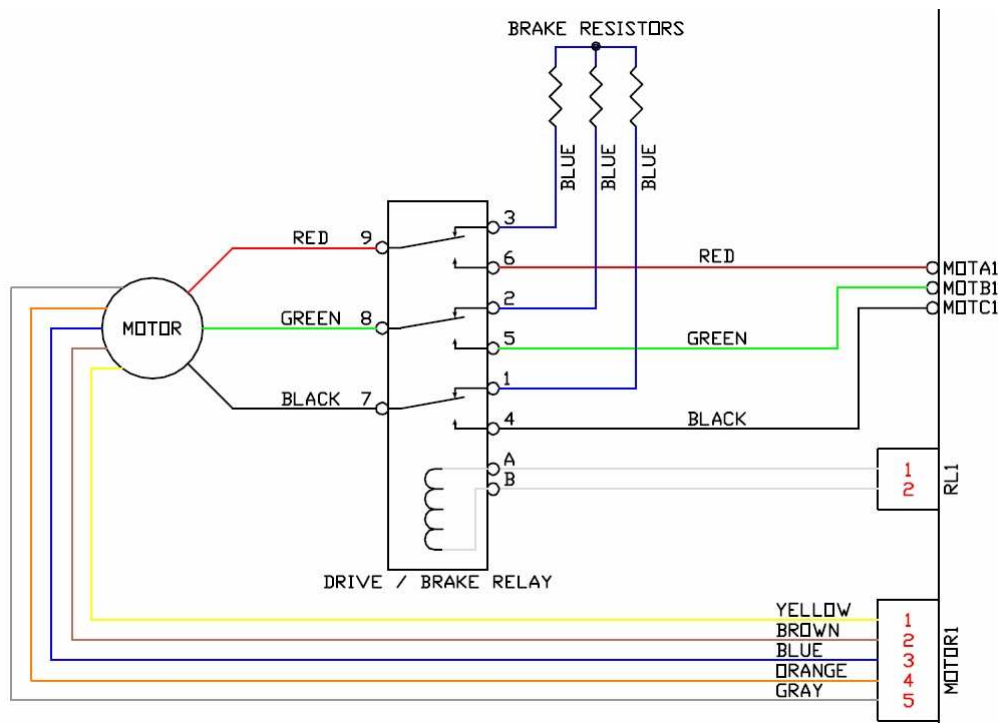 BRAKE RESISTORS
BLUE
BLUE
BLUE
3
RED 9
6
RED
MOTA1
MOTB1
2
MOTC1
MOTOR
GREEN 8
5
GREEN
1
BLACK 7
4
BLACK
A
1
B
2
RL1
DRIVE / BRAKE RELAY
YELLOW
1
BROWN
2
BLUE
3
ORANGE
4
GRAY
5
MOTOR1